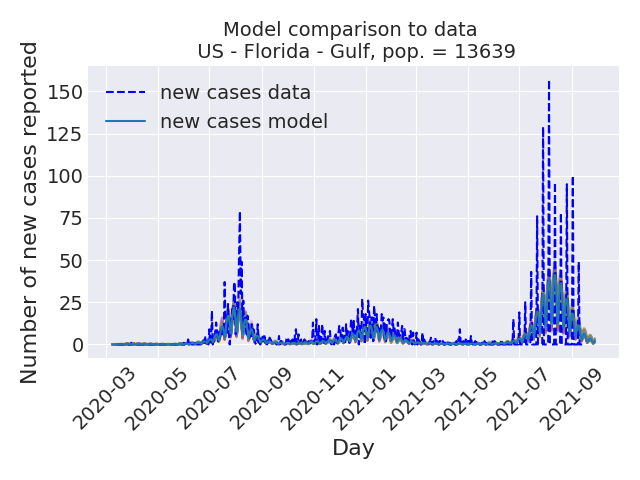 Model comparison to data
US - Florida - Gulf, pop. = 13639
Number of new cases reported
150
125
100
75
50
25
0
new cases data
new cases model
2020-03
2020-05
2020-07
2020-09
2020-11
2021-01
2021-03
2021-05
2021-07
2021-09
Day